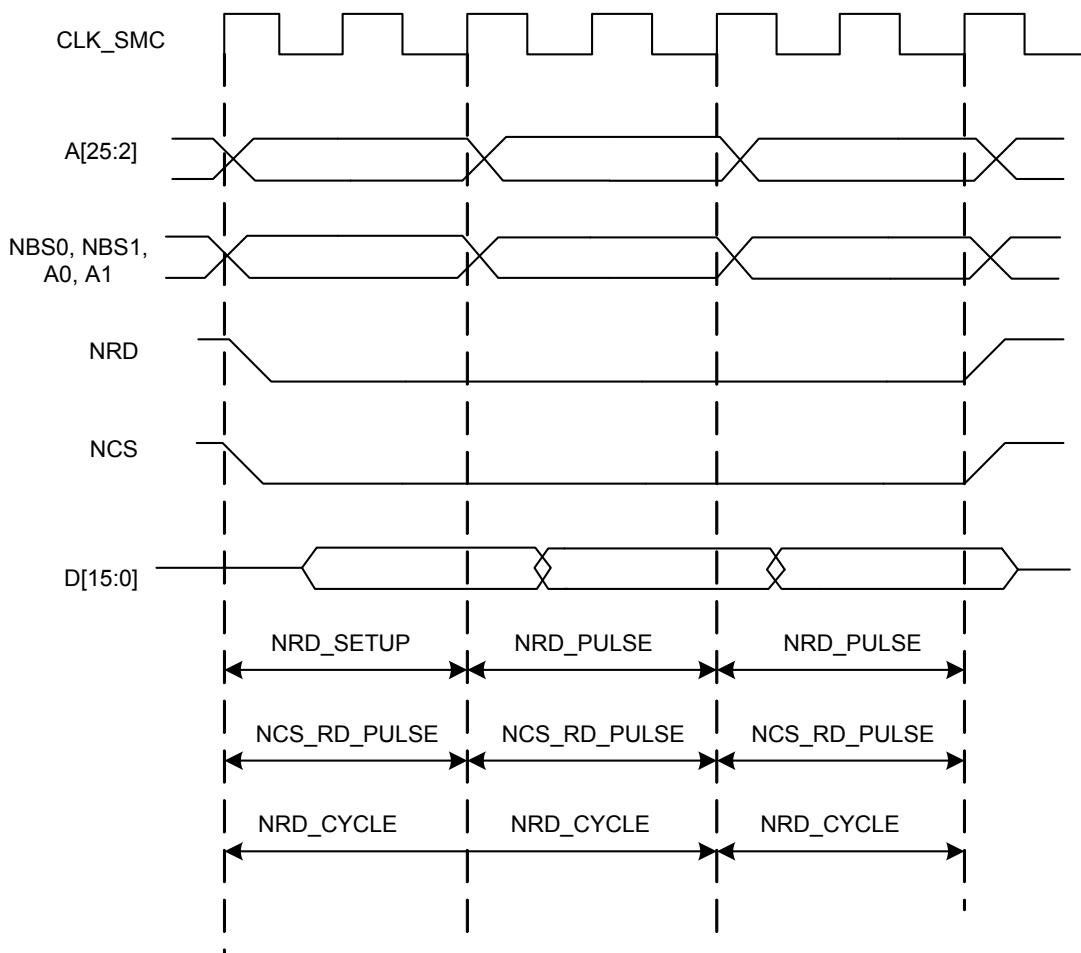 CLK_SMC
A[25:2]
NBS0, NBS1,
A0, A1
NRD
NCS
D[15:0]
NRD_SETUP NRD_PULSE NRD_PULSE
NCS_RD_PULSE NCS_RD_PULSE NCS_RD_PULSE
NRD_CYCLE NRD_CYCLE NRD_CYCLE